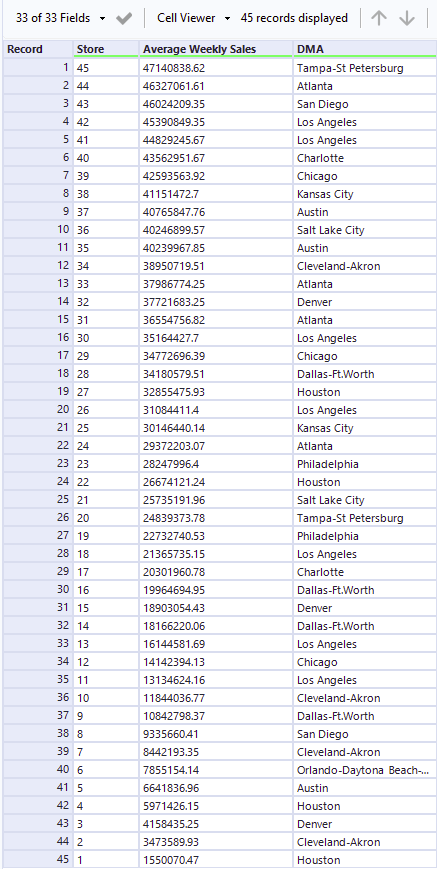 33 of 33 Fields Cell Viewer 45 records displayed
Record Store Average Weekly Sales DMA
1 45 47140838.62 Tampa-St Petersburg
2 44 46327061.61 Atlanta
3 43 46024209.35 San Diego
4 42 45390849.35 Los Angeles
5 41 44829245.67 Los Angeles
6 40 43562951.67 Charlotte
7 39 42593563.92 Chicago
8 38 41151472.7 Kansas City
9 37 40765847.76 Austin
10 36 40246899.57 Salt Lake City
11 35 40239967.85 Austin
12 34 38950719.51 Cleveland-Akron
13 33 37986774.25 Atlanta
14 32 37721683.25 Denver
15 31 36554756.82 Atlanta
16 30 35164427.7 Los Angeles
17 29 34772696.39 Chicago
18 28 34180579.51 Dallas-Ft.Worth
19 27 32855475.93 Houston
20 26 31084411.4 Los Angeles
21 25 30146440.14 Kansas City
22 24 29372203.07 Atlanta
23 23 28247996.4 Philadelphia
24 22 26674121.24 Houston
25 21 25735191.96 Salt Lake City
26 20 24839373.78 Tampa-St Petersburg
27 19 22732740.53 Philadelphia
28 18 21365735.15 Los Angeles
29 17 20301960.78 Charlotte
30 16 19964694.95 Dallas-Ft.Worth
31 15 18903054.43 Denver
32 14 18166220.06 Dallas-Ft.Worth
33 13 16144581.69 Los Angeles
34 12 14142394.13 Chicago
35 11 13134624.16 Los Angeles
36 10 11844036.77 Cleveland-Akron
37 9 10842798.37 Dallas-Ft.Worth
38 8 9335660.41 San Diego
39 7 8442193.35 Cleveland-Akron
40 6 7855154.14 Orlando-Daytona Beach-...
41 5 6641836.96 Austin
42 4 5971426.15 Houston
43 3 4158435.25 Denver
44 2 3473589.93 Cleveland-Akron
45 1 1550070.47 Houston